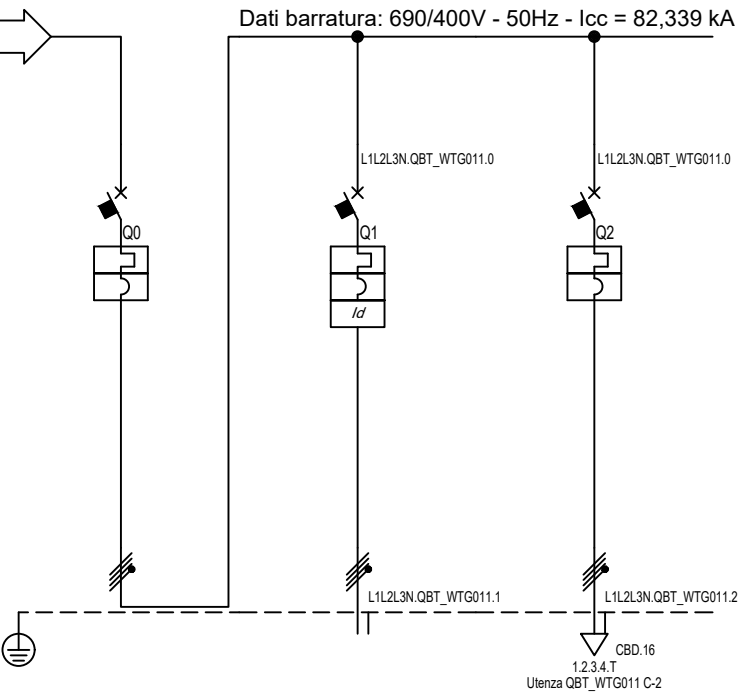 Dati barratura: 690/400V - 50Hz - Icc = 82,339 kA
L1L2L3N.QBT_WTG011.0
L1L2L3N.QBT_WTG011.0
Q0
Q1
Q2
Id
L1L2L3N.QBT_WTG011.1
L1L2L3N.QBT_WTG011.2
CBD.16
1.2.3.4.T
Utenza QBT_WTG011 C-2